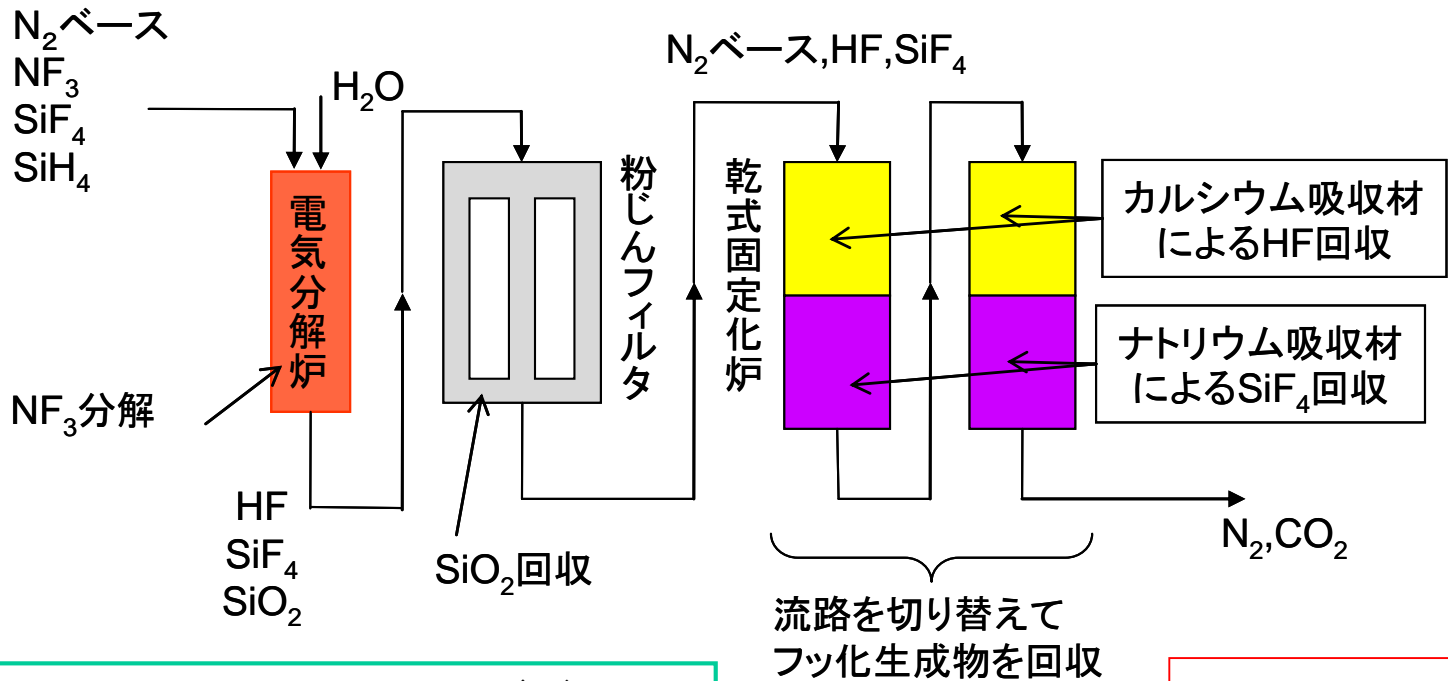 N₂ベース
NF₃
SiF₄
SiH₄
H₂O
電気分解炉
NF₃分解
HF
SiF₄
SiO₂
粉じんフィルタ
SiO₂回収
N₂ベース,HF,SiF₄
乾式固定化炉
カルシウム吸収材
によるHF回収
ナトリウム吸収材
によるSiF₄回収
N₂,CO₂
流路を切り替えて
フッ化生成物を回収